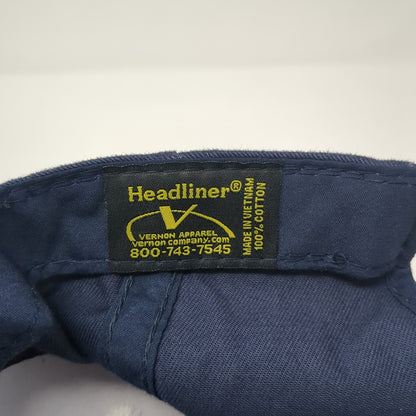 Headliner®
V
VERNON APPAREL
vernon company.com
800-743-7545
MADE IN VIETNAM
100% COTTON